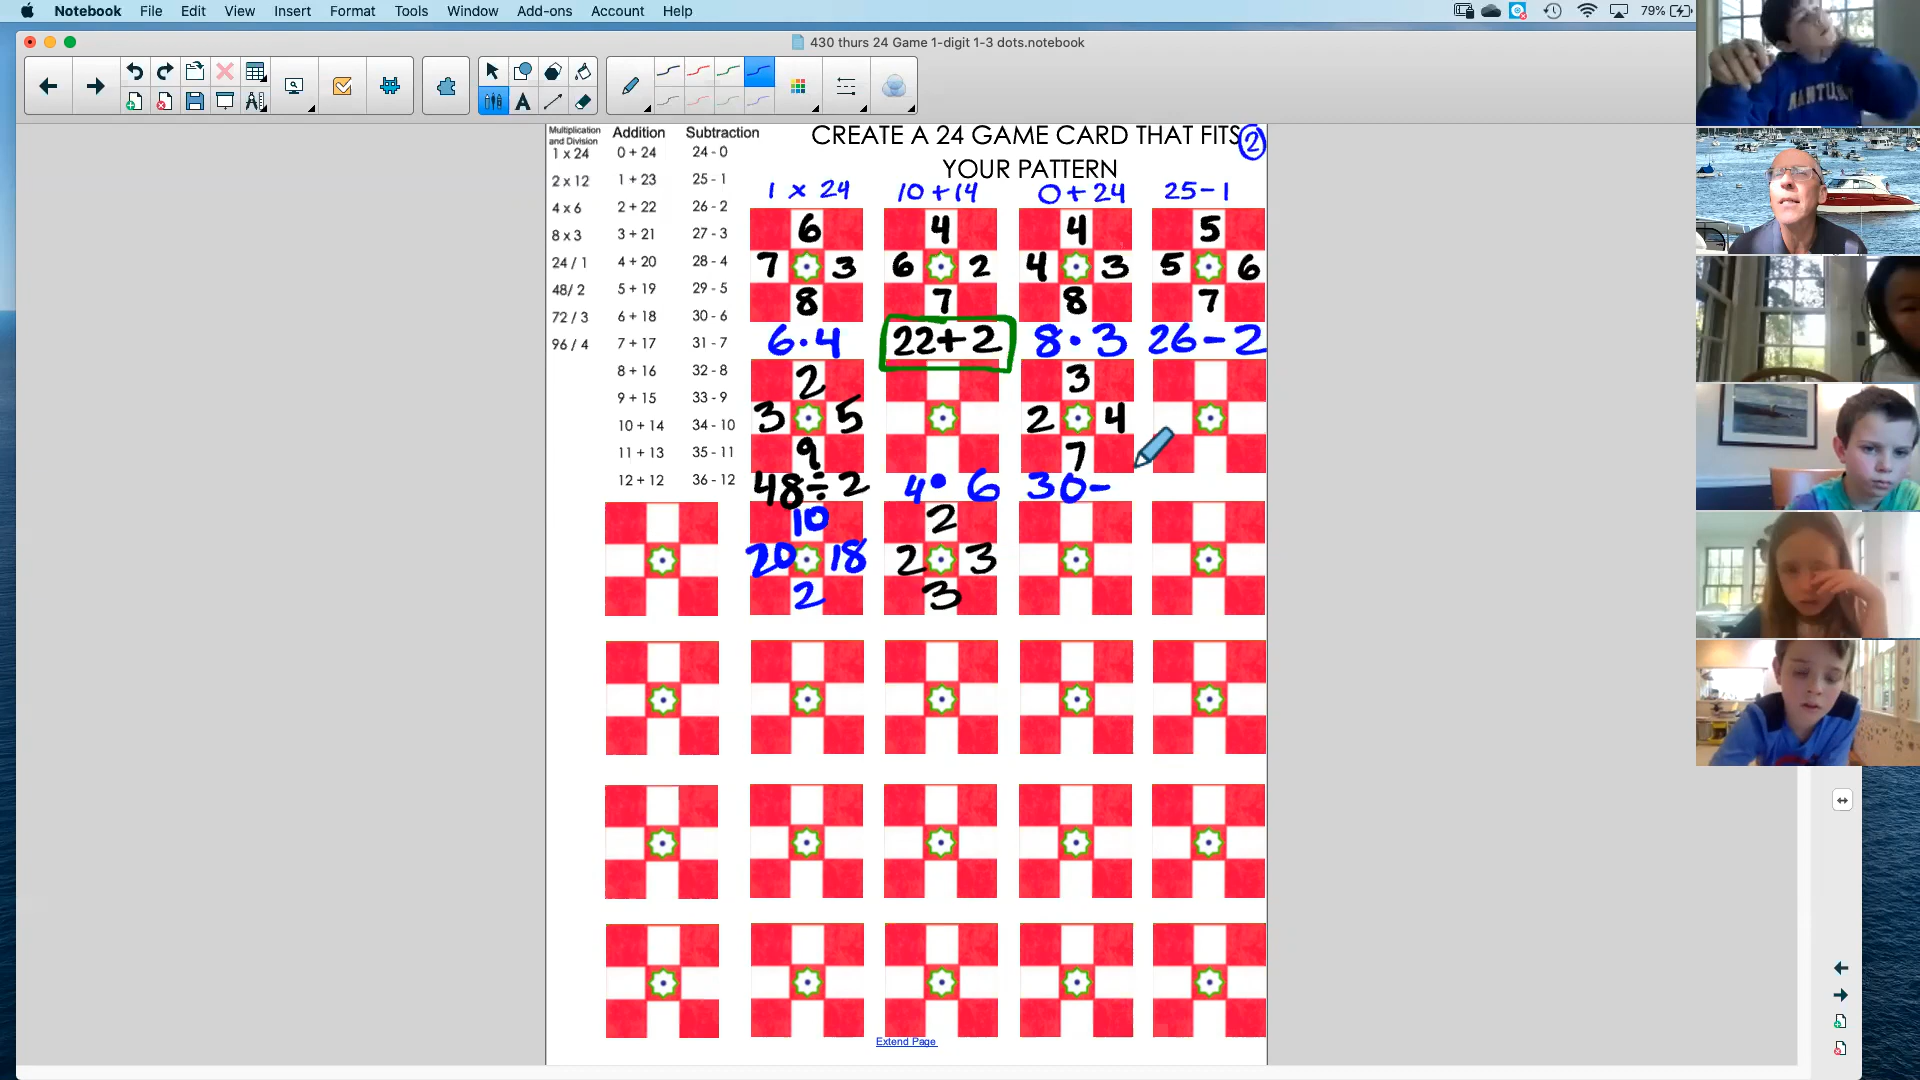 Notebook File Edit View Insert Format Tools Window Add-ons Account Help 79%
430 thurs 24 Game 1-digit 1-3 dots.notebook
A
Multiplication and Division
Addition
Subtraction
CREATE A 24 GAME CARD THAT FITS 2
YOUR PATTERN
1 x 24 0 + 24 24 - 0
2 x 12 1 + 23 25 - 1
4 x 6 2 + 22 26 - 2
8 x 3 3 + 21 27 - 3
24 / 1 4 + 20 28 - 4
48/ 2 5 + 19 29 - 5
72 / 3 6 + 18 30 - 6
96 / 4 7 + 17 31 - 7
8 + 16 32 - 8
9 + 15 33 - 9
10 + 14 34 - 10
11 + 13 35 - 11
12 + 12 36 - 12
1 x 24 10 + 14 0 + 24 25 - 1
6 4 4 5
7 3 6 2 4 3 5 6
8 7 8 7
6 · 4 22 + 2 8 · 3 26 - 2
2 3
3 5 2 4
9 7
48 ÷ 2 4 • 6 30 -
10 2
20 18 2 3
2 3
Extend Page
NANTU